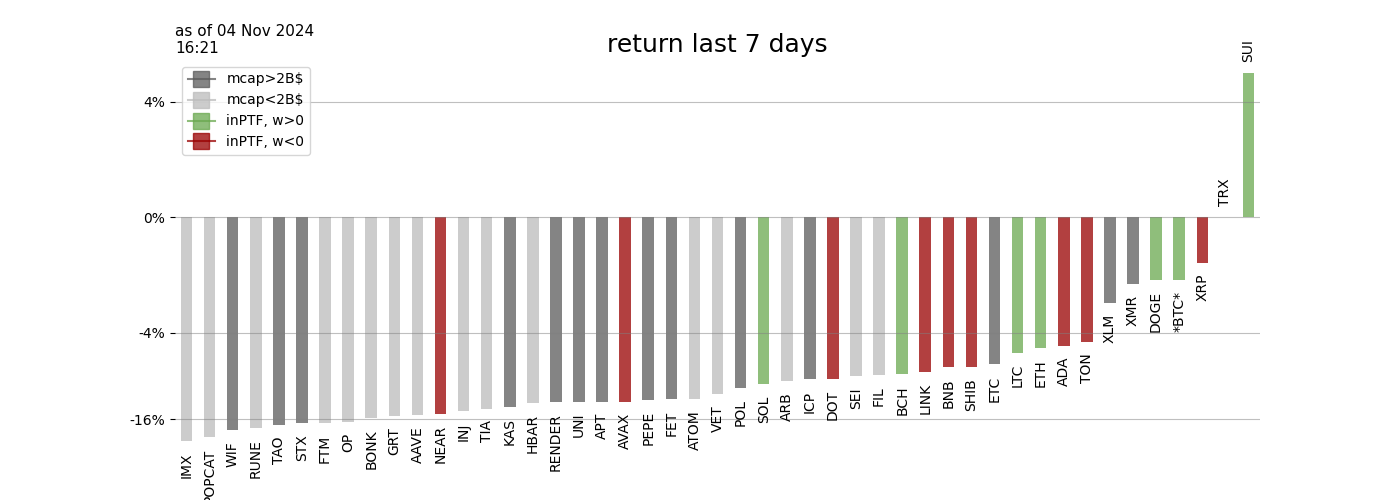 as of 04 Nov 2024
16:21
return last 7 days
mcap>2B$
mcap<2B$
inPTF, w>0
inPTF, w<0
4%
0%
-4%
-16%
IMX
POPCAT
WIF
RUNE
TAO
STX
FTM
OP
BONK
GRT
AAVE
NEAR
INJ
TIA
KAS
HBAR
RENDER
UNI
APT
AVAX
PEPE
FET
ATOM
VET
POL
SOL
ARB
ICP
DOT
SEI
FIL
BCH
LINK
BNB
SHIB
ETC
LTC
ETH
ADA
TON
XLM
XMR
DOGE
*BTC*
XRP
TRX
SUI